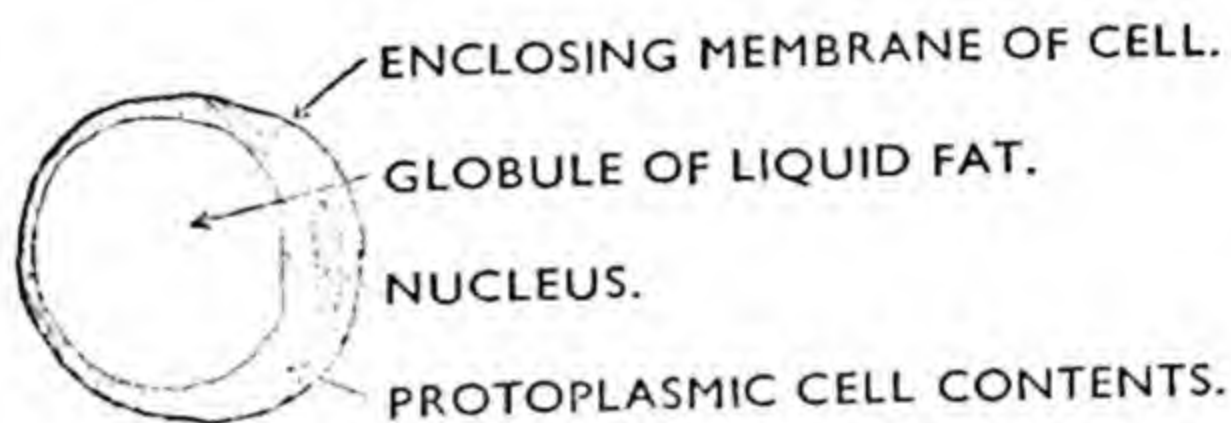 ENCLOSING MEMBRANE OF CELL.
GLOBULE OF LIQUID FAT.
NUCLEUS.
PROTOPLASMIC CELL CONTENTS.